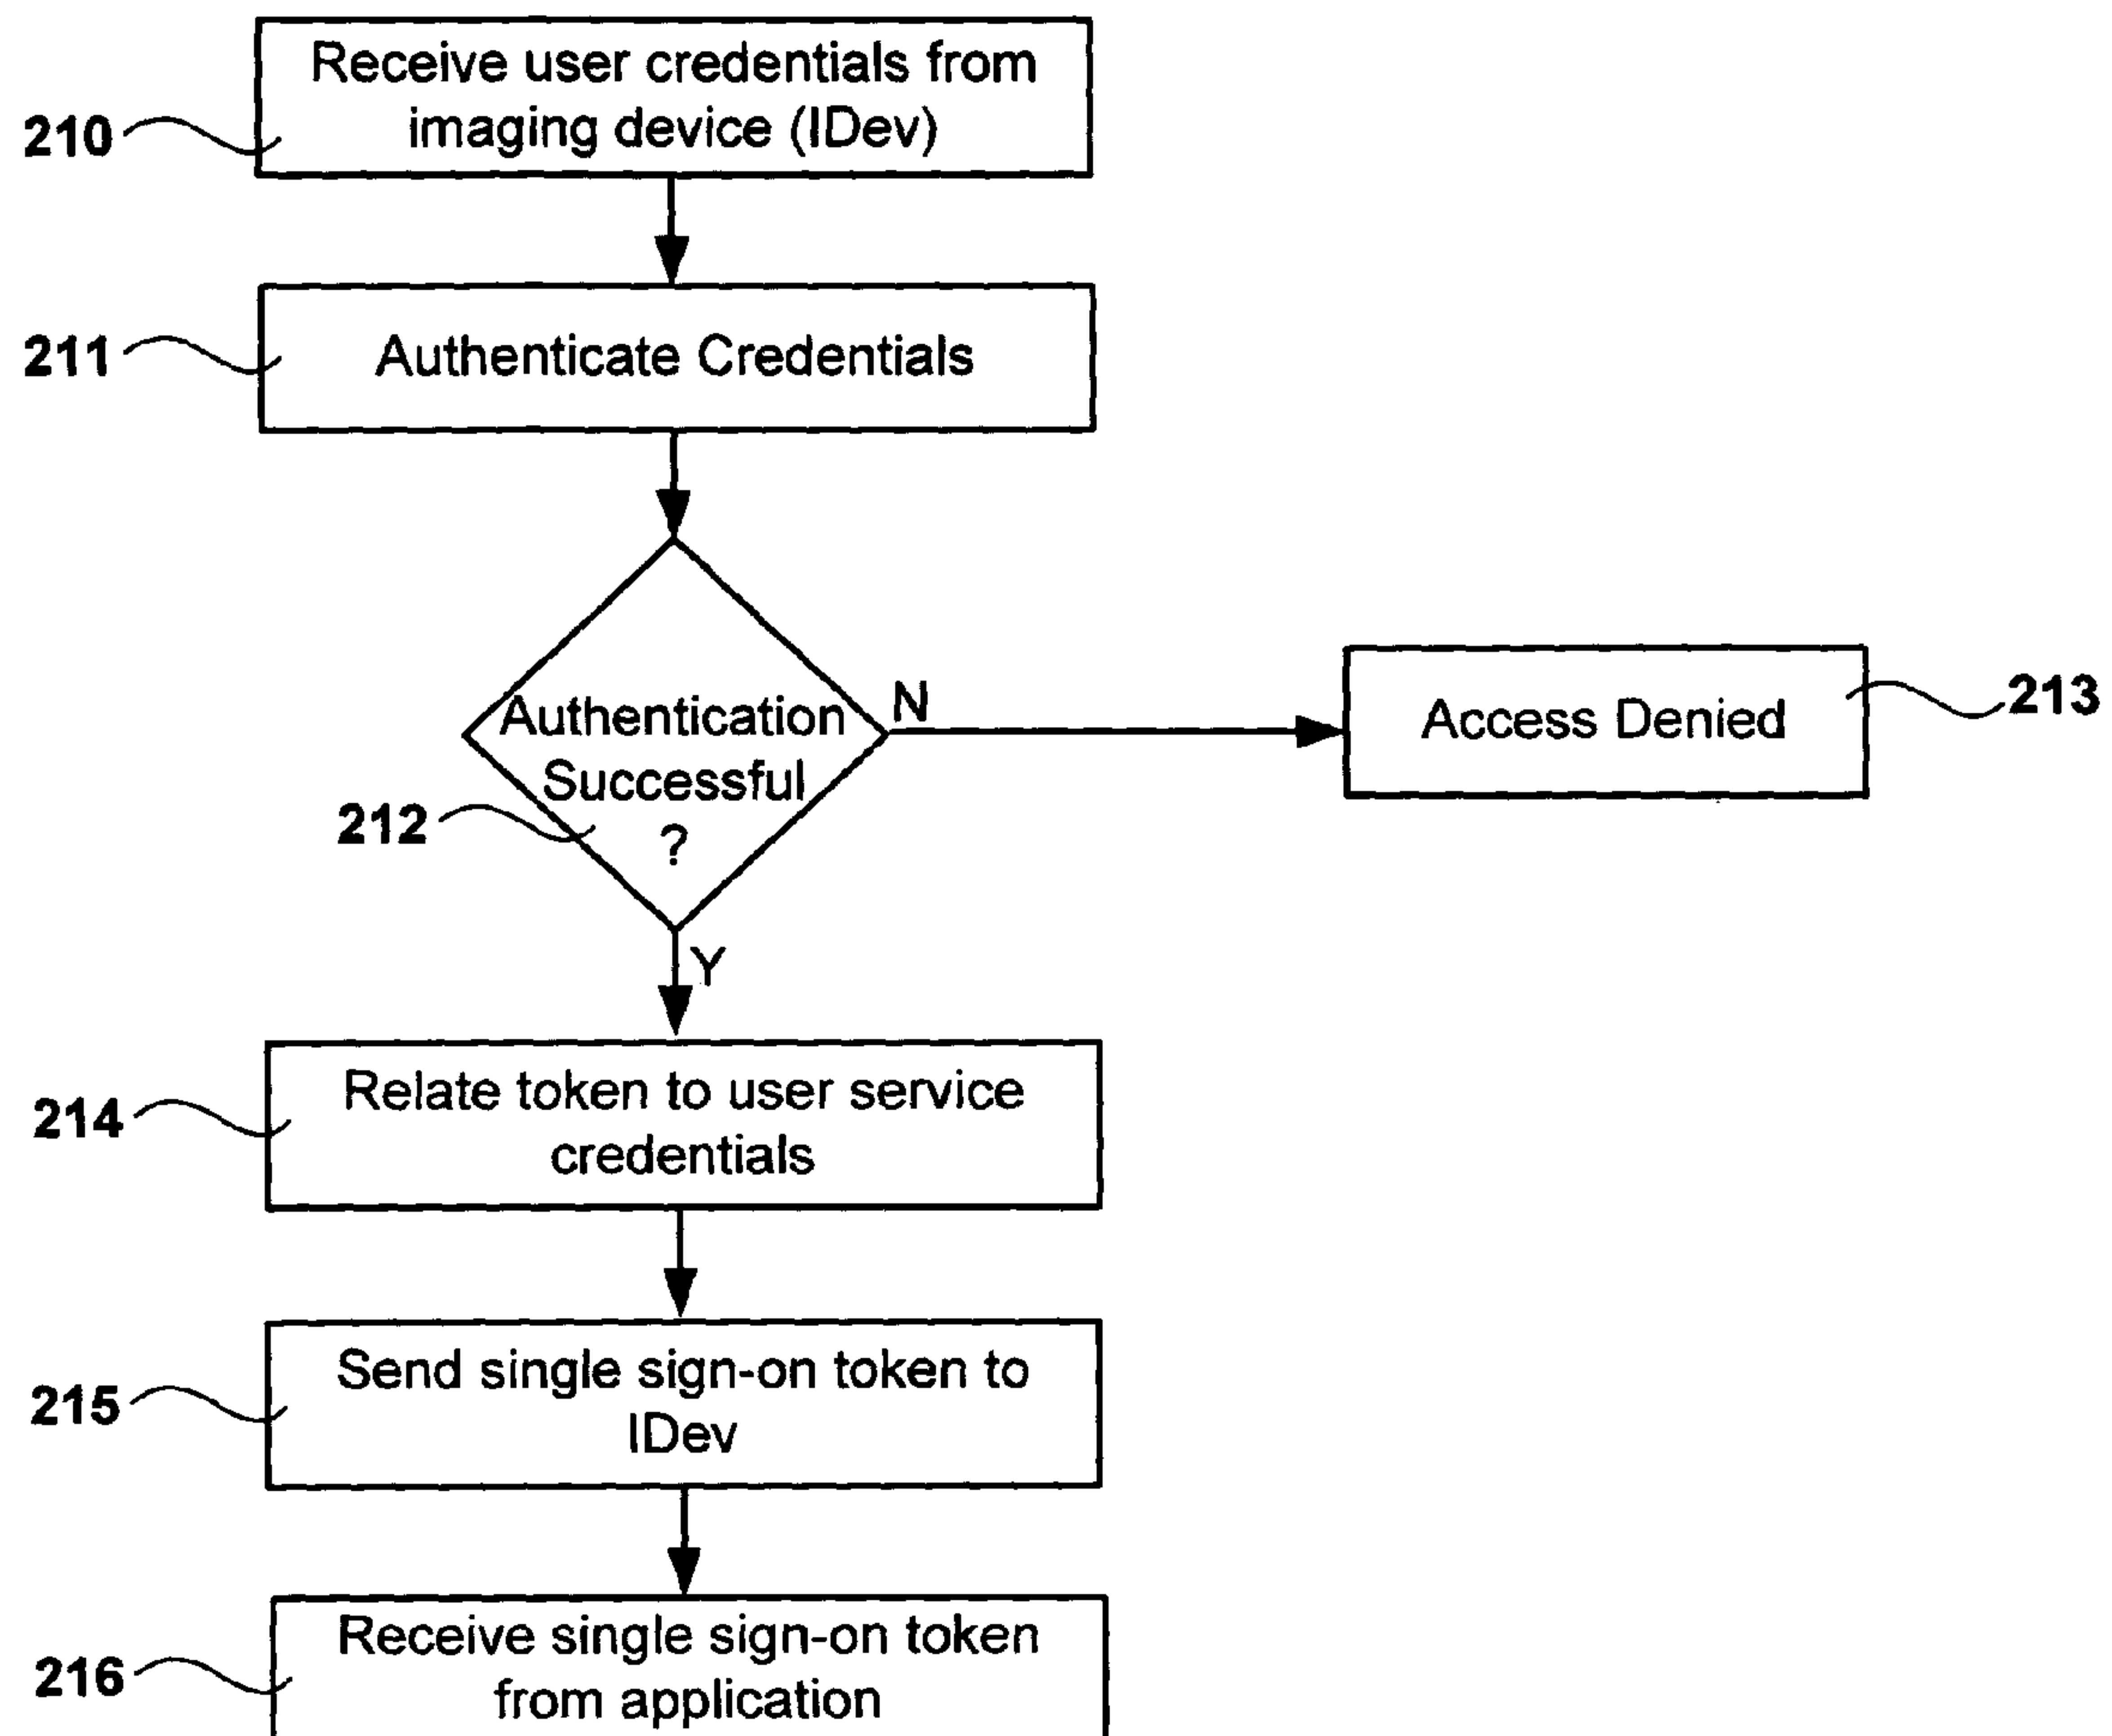 Receive user credentials from
imaging device (IDev)
210
Authenticate Credentials
211
Authentication
Successful
?
212
N
Access Denied
213
Y
Relate token to user service
credentials
214
Send single sign-on token to
IDev
215
Receive single sign-on token
from application
216